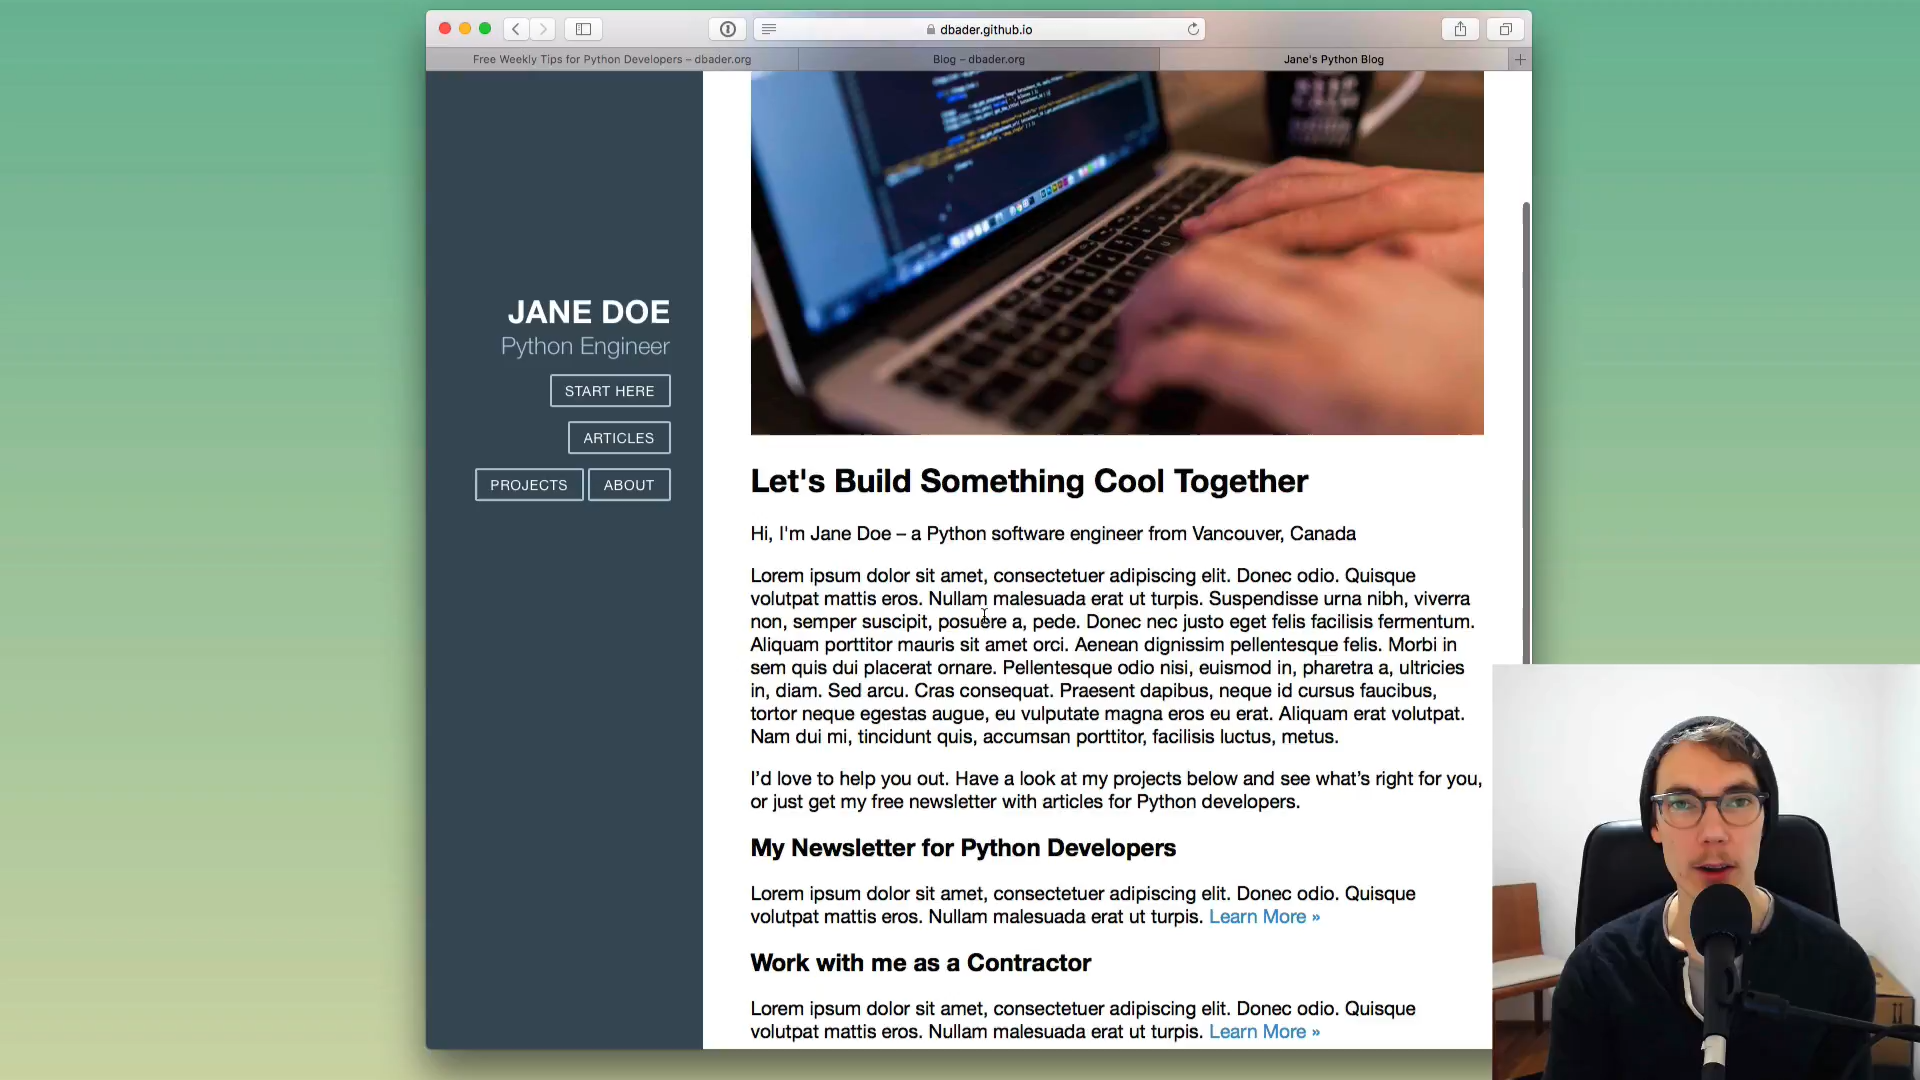 dbader.github.io
Free Weekly Tips for Python Developers – dbader.org
Blog – dbader.org
Jane's Python Blog
JANE DOE
Python Engineer
START HERE
ARTICLES
PROJECTS
ABOUT
Let's Build Something Cool Together
Hi, I'm Jane Doe – a Python software engineer from Vancouver, Canada
Lorem ipsum dolor sit amet, consectetuer adipiscing elit. Donec odio. Quisque
volutpat mattis eros. Nullam malesuada erat ut turpis. Suspendisse urna nibh, viverra
non, semper suscipit, posuere a, pede. Donec nec justo eget felis facilisis fermentum.
Aliquam porttitor mauris sit amet orci. Aenean dignissim pellentesque felis. Morbi in
sem quis dui placerat ornare. Pellentesque odio nisi, euismod in, pharetra a, ultricies
in, diam. Sed arcu. Cras consequat. Praesent dapibus, neque id cursus faucibus,
tortor neque egestas augue, eu vulputate magna eros eu erat. Aliquam erat volutpat.
Nam dui mi, tincidunt quis, accumsan porttitor, facilisis luctus, metus.
I’d love to help you out. Have a look at my projects below and see what’s right for you,
or just get my free newsletter with articles for Python developers.
My Newsletter for Python Developers
Lorem ipsum dolor sit amet, consectetuer adipiscing elit. Donec odio. Quisque
volutpat mattis eros. Nullam malesuada erat ut turpis. Learn More »
Work with me as a Contractor
Lorem ipsum dolor sit amet, consectetuer adipiscing elit. Donec odio. Quisque
volutpat mattis eros. Nullam malesuada erat ut turpis. Learn More »